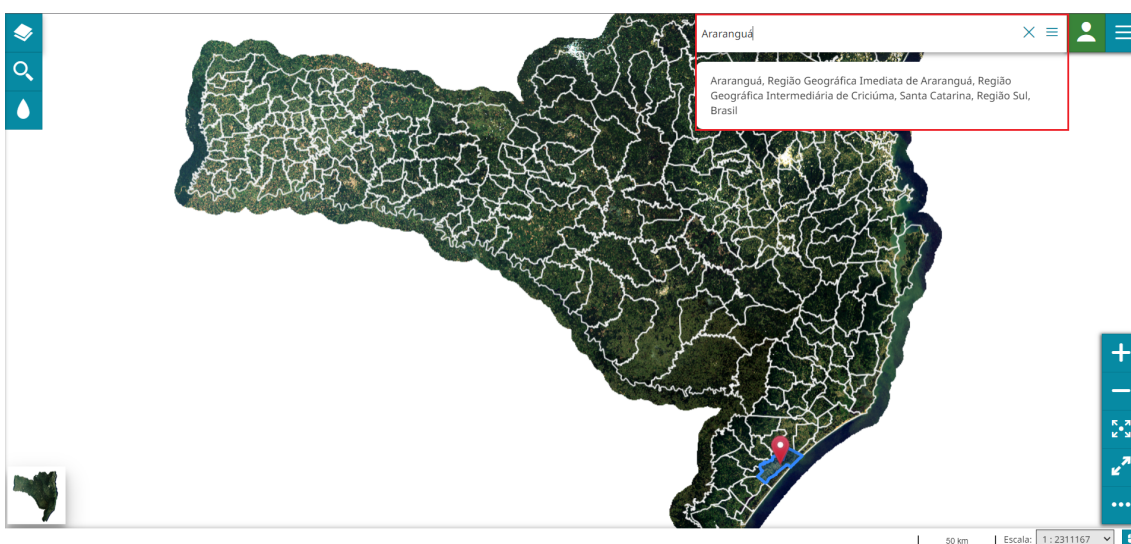 Araranguá
Araranguá, Região Geográfica Imediata de Araranguá, Região
Geográfica Intermediária de Criciúma, Santa Catarina, Região Sul,
Brasil
50 km Escala: 1 : 2311167